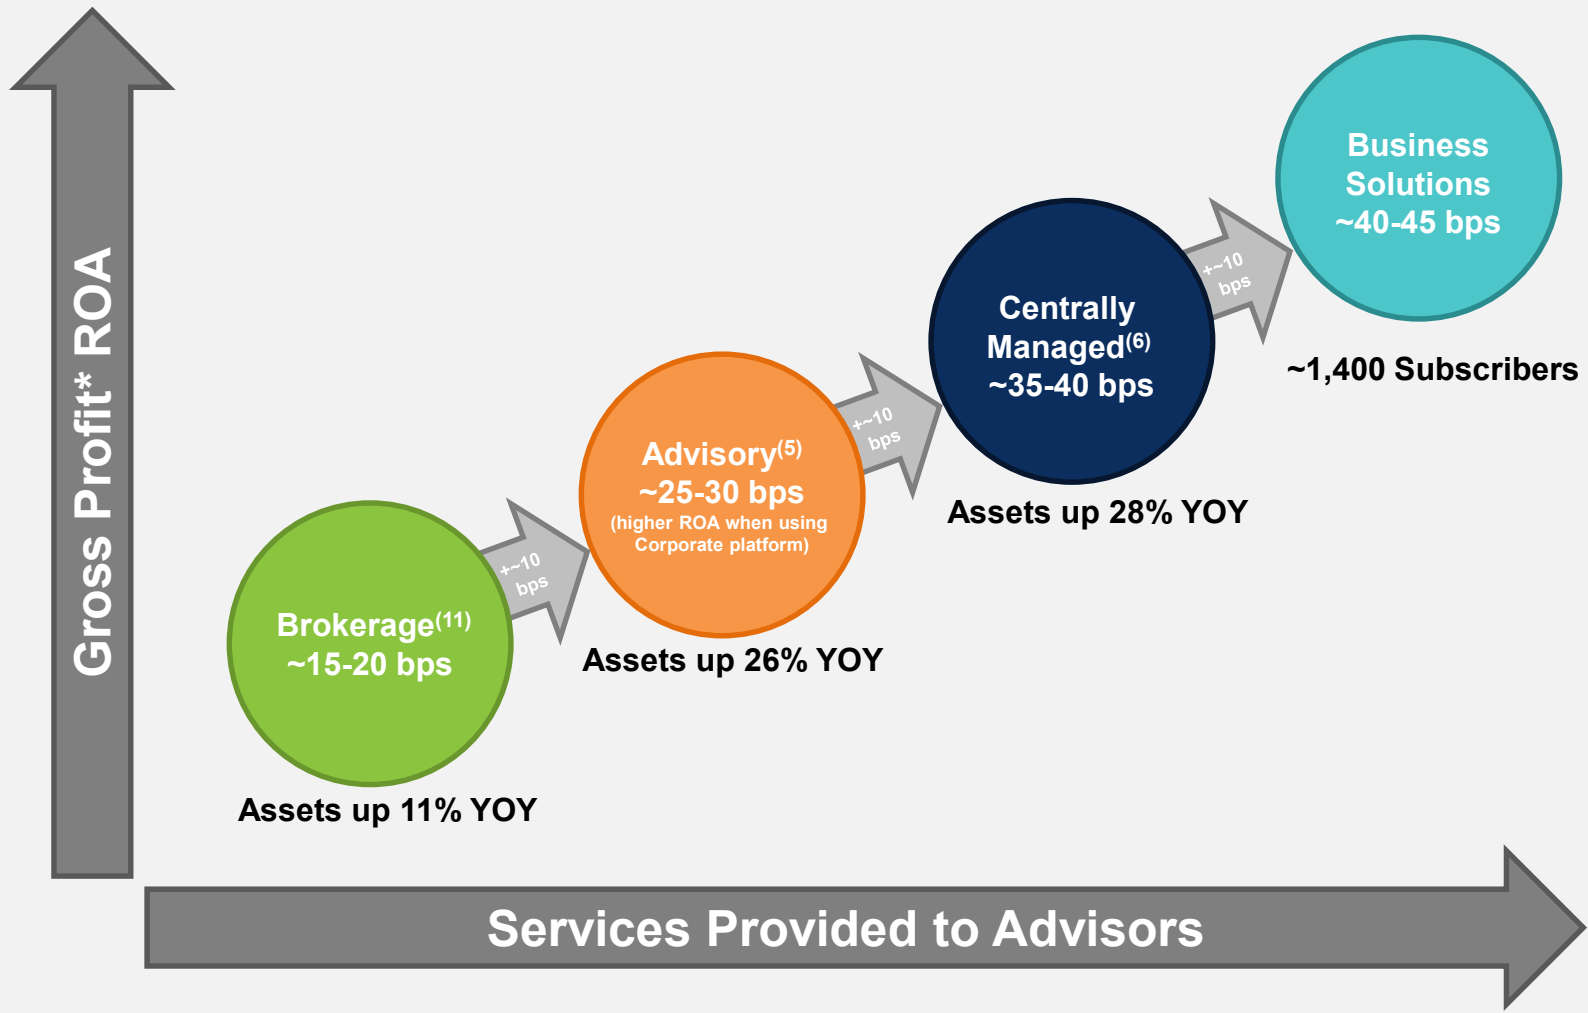 Gross Profit* ROA
Business
Solutions
~40-45 bps
+~10
bps
Centrally
Managed(6)
~35-40 bps
~1,400 Subscribers
+~10
bps
Advisory(5)
~25-30 bps
(higher ROA when using
Corporate platform)
Assets up 28% YOY
+~10
bps
Brokerage(11)
~15-20 bps
Assets up 26% YOY
Assets up 11% YOY
Services Provided to Advisors